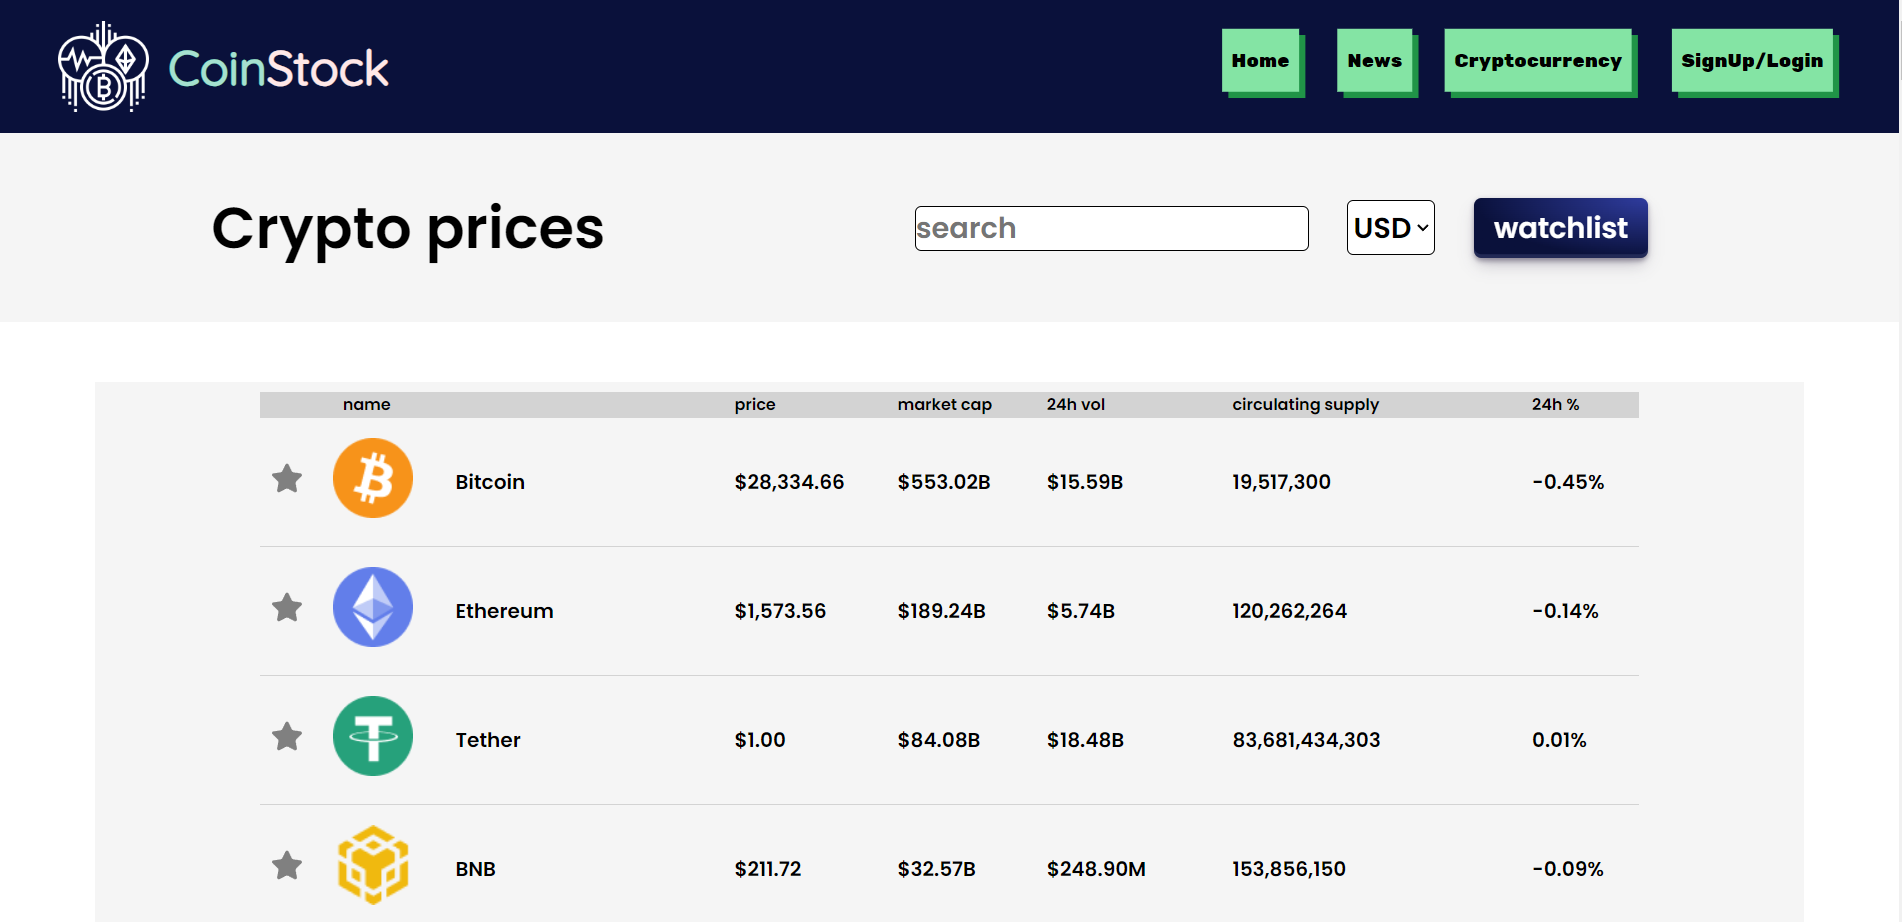 CoinStock
Home News Cryptocurrency SignUp/Login
Crypto prices search USD watchlist
name price market cap 24h vol circulating supply 24h %
Bitcoin $28,334.66 $553.02B $15.59B 19,517,300 -0.45%
Ethereum $1,573.56 $189.24B $5.74B 120,262,264 -0.14%
Tether $1.00 $84.08B $18.48B 83,681,434,303 0.01%
BNB $211.72 $32.57B $248.90M 153,856,150 -0.09%